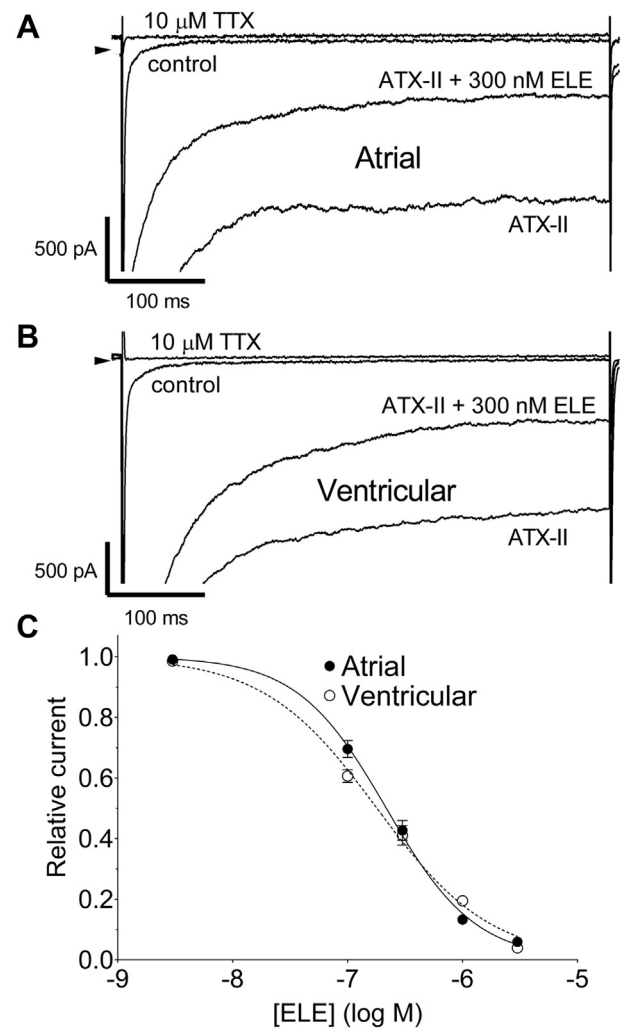 A
10 μM TTX
control
ATX-II + 300 nM ELE
Atrial
ATX-II
500 pA
100 ms
B
10 μM TTX
control
ATX-II + 300 nM ELE
Ventricular
ATX-II
500 pA
100 ms
C
Atrial
Ventricular
Relative current
1.0
0.8
0.6
0.4
0.2
0.0
-9 -8 -7 -6 -5
[ELE] (log M)